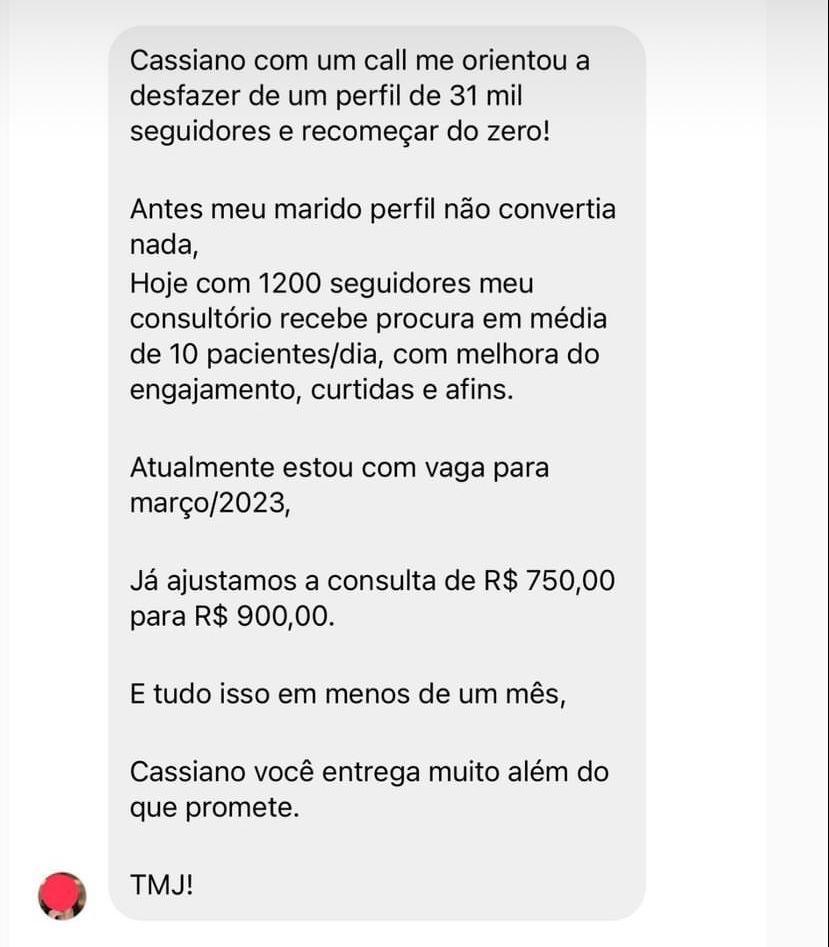 Cassiano com um call me orientou a
desfazer de um perfil de 31 mil
seguidores e recomeçar do zero!
Antes meu marido perfil não convertia
nada,
Hoje com 1200 seguidores meu
consultório recebe procura em média
de 10 pacientes/dia, com melhora do
engajamento, curtidas e afins.
Atualmente estou com vaga para
março/2023,
Já ajustamos a consulta de R$ 750,00
para R$ 900,00.
E tudo isso em menos de um mês,
Cassiano você entrega muito além do
que promete.
TMJ!